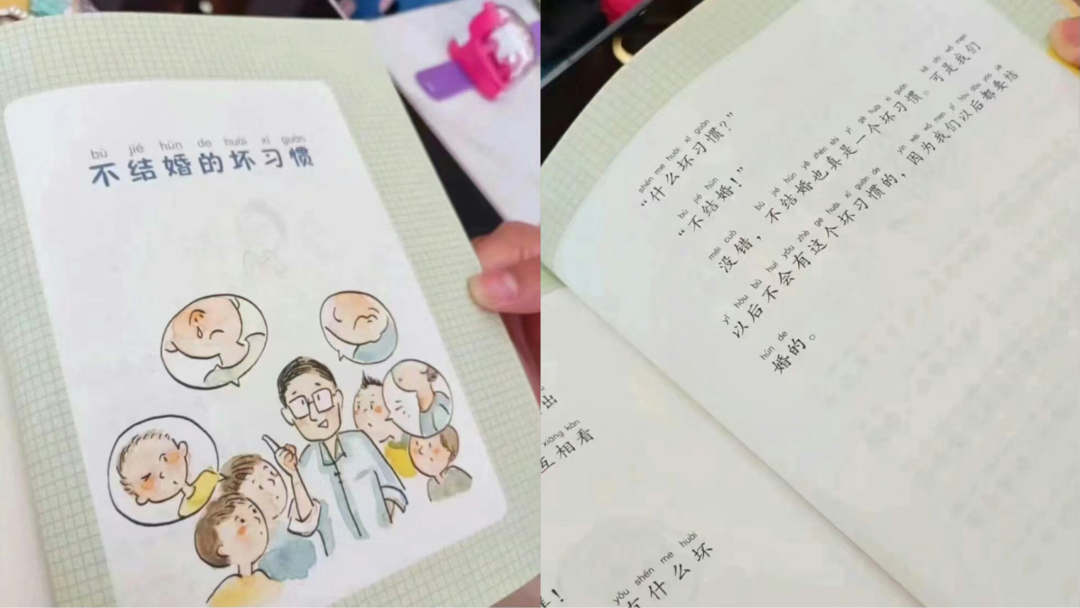 bù jié hūn de huài xí guàn
不结婚的坏习惯
shén me huài xí guàn
“什么坏习惯？”
bù jié hūn
“不结婚！”
méi cuò bù jié hūn yě zhēn shì yí gè huài xí guàn kě shì wǒ men
没错，不结婚也真是一个坏习惯。可是我们
yǐ hòu bú huì yǒu zhè ge huài xí guàn de yīn wèi wǒ men yǐ hòu dōu yào jié
以后不会有这个坏习惯的，因为我们以后都要结
hūn de
婚的。
出
xiāng kàn
互相看
yǒu shén me huài
有什么坏